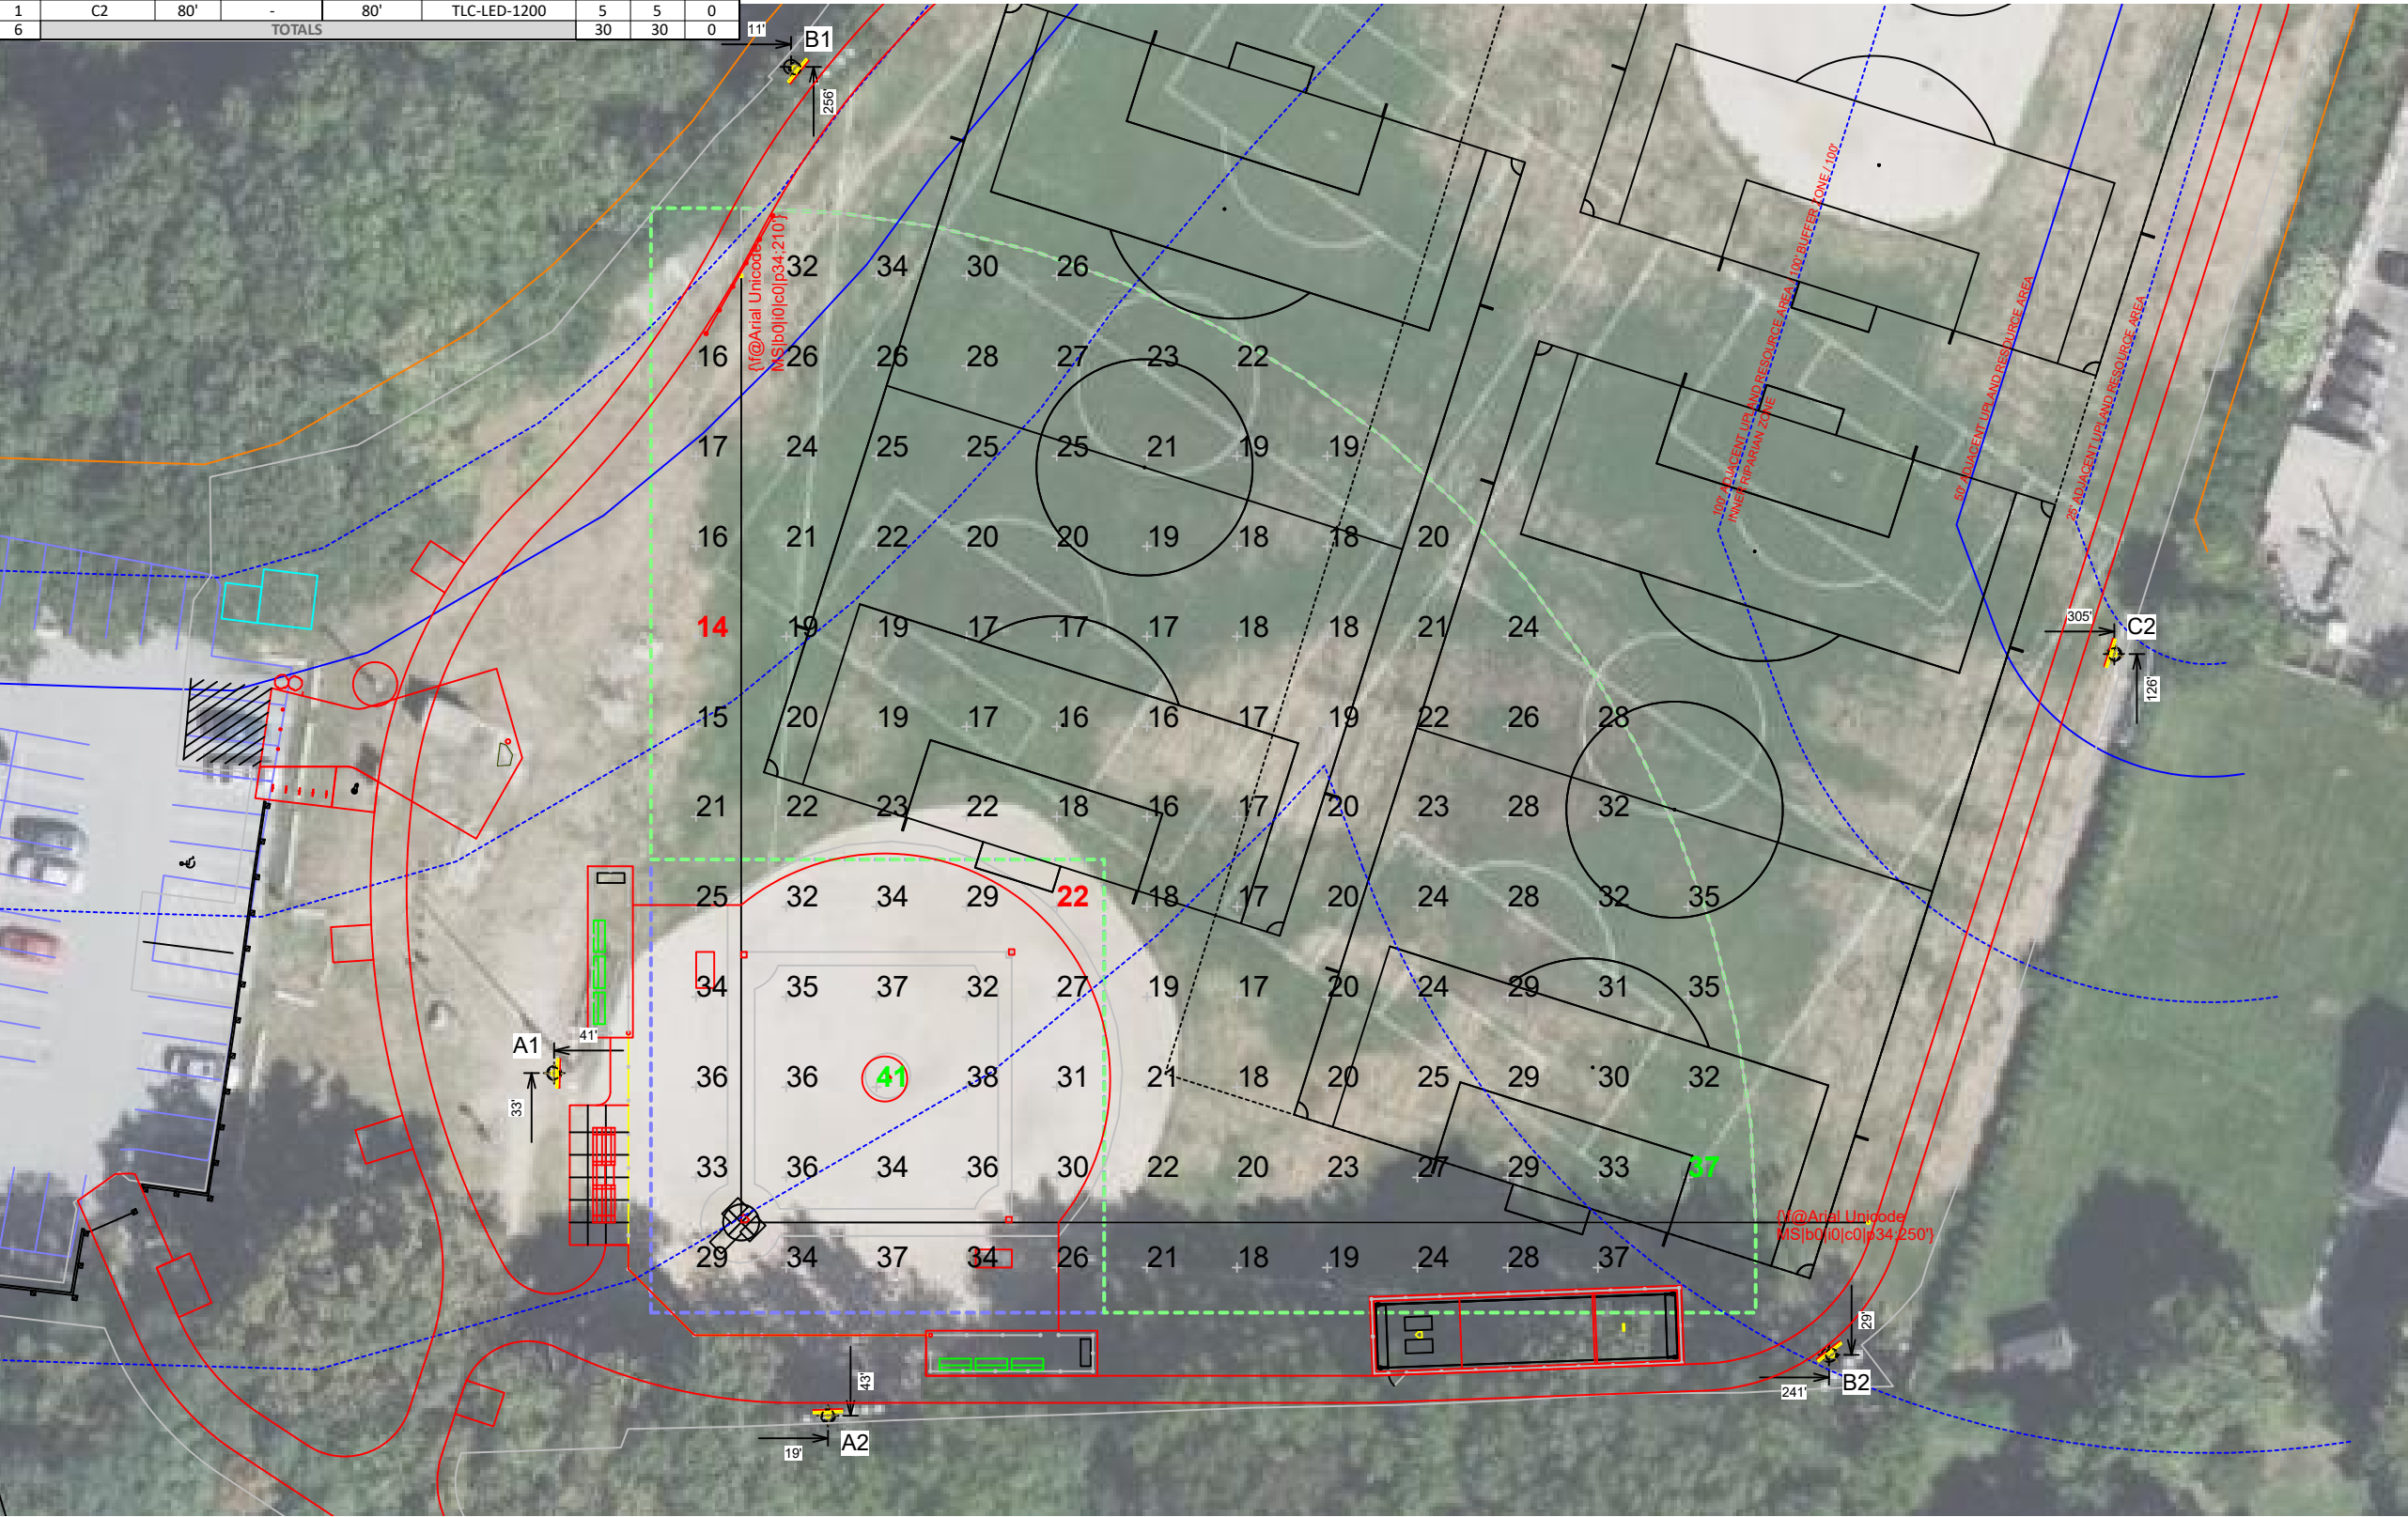 1 C2 80' - 80' TLC-LED-1200 5 5 0
6 TOTALS 30 30 0
11' B1
256'
{\f@Arial Unicode
MS|b0|i0|c0|p34;210'}
32 34 30 26
16 26 26 28 27 23 22
17 24 25 25 25 21 19 19
16 21 22 20 20 19 18 18 20
14 19 19 17 17 17 18 18 21 24
15 20 19 17 16 16 17 19 22 26 28
21 22 23 22 18 16 17 20 23 28 32
25 32 34 29 22 18 17 20 24 28 32 35
34 35 37 32 27 19 17 20 24 29 31 35
36 36 41 38 31 21 18 20 25 29 30 32
33 36 34 36 30 22 20 23 27 29 33 37
29 34 37 34 26 21 18 19 24 28 37
100' ADJACENT UPLAND RESOURCE AREA / 100' BUFFER ZONE / 100'
INNER RIPARIAN ZONE
50' ADJACENT UPLAND RESOURCE AREA
25' ADJACENT UPLAND RESOURCE AREA
305' C2
126'
A1 41'
33'
{\f@Arial Unicode
MS|b0|i0|c0|p34;250'}
29'
241' B2
43'
19' A2